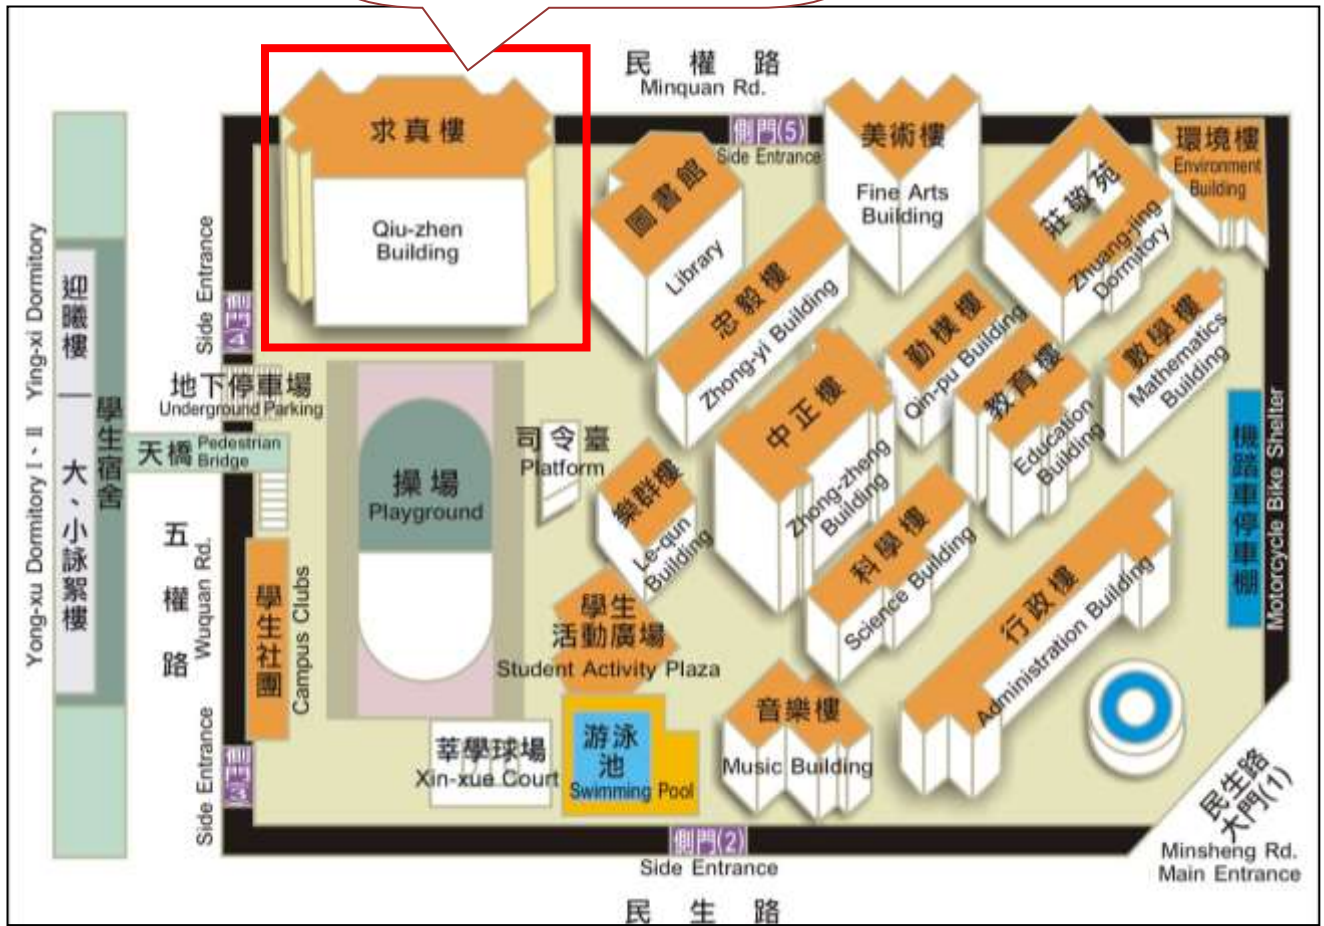 民權路
Minquan Rd.
求真樓
Qiu-zhen
Building
側門(5)
Side Entrance
圖書館
Library
美術樓
Fine Arts
Building
莊敬苑
Zhuang-jing
Dormitory
環境樓
Environment
Building
忠毅樓
Zhong-yi Building
勤樸樓
Qin-pu Building
教育樓
Education
Building
數學樓
Mathematics
Building
中正樓
Zhong-zheng
Building
迎曦樓
Ying-xi Dormitory
大、小詠絮樓
Yong-xu Dormitory I、II
學生宿舍
Side Entrance
側門4
地下停車場
Underground Parking
天橋
Pedestrian
Bridge
操場
Playground
司令臺
Platform
樂群樓
Le-qun
Building
科學樓
Science Building
行政樓
Administration Building
機踏車停車棚
Motorcycle Bike Shelter
五權路
Wuquan Rd.
學生社團
Campus Clubs
學生
活動廣場
Student Activity Plaza
Side Entrance
側門3
莘學球場
Xin-xue Court
游泳
池
Swimming Pool
音樂樓
Music Building
側門(2)
Side Entrance
民生路
民生路
大門(1)
Minsheng Rd.
Main Entrance